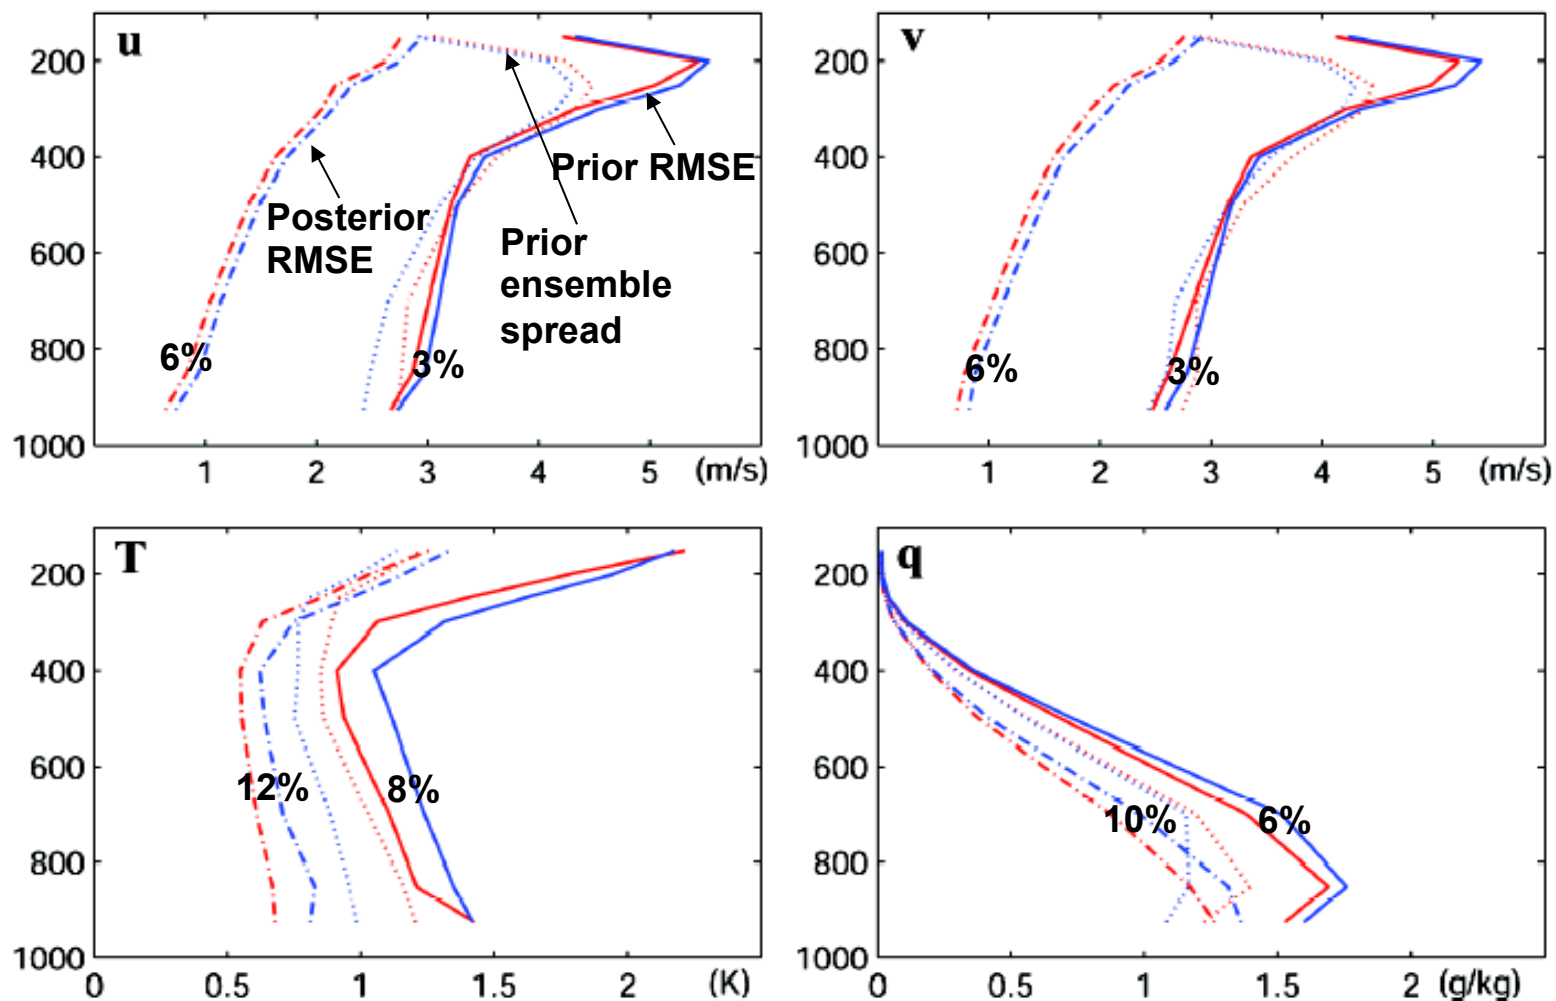 u
200
400
600
800
1000
1 2 3 4 5 (m/s)
Posterior
RMSE
Prior RMSE
Prior
ensemble
spread
6%
3%
v
200
400
600
800
1000
1 2 3 4 5 (m/s)
6%
3%
T
200
400
600
800
1000
0 0.5 1 1.5 2 (K)
12%
8%
q
200
400
600
800
1000
0 0.5 1 1.5 2 (g/kg)
10%
6%